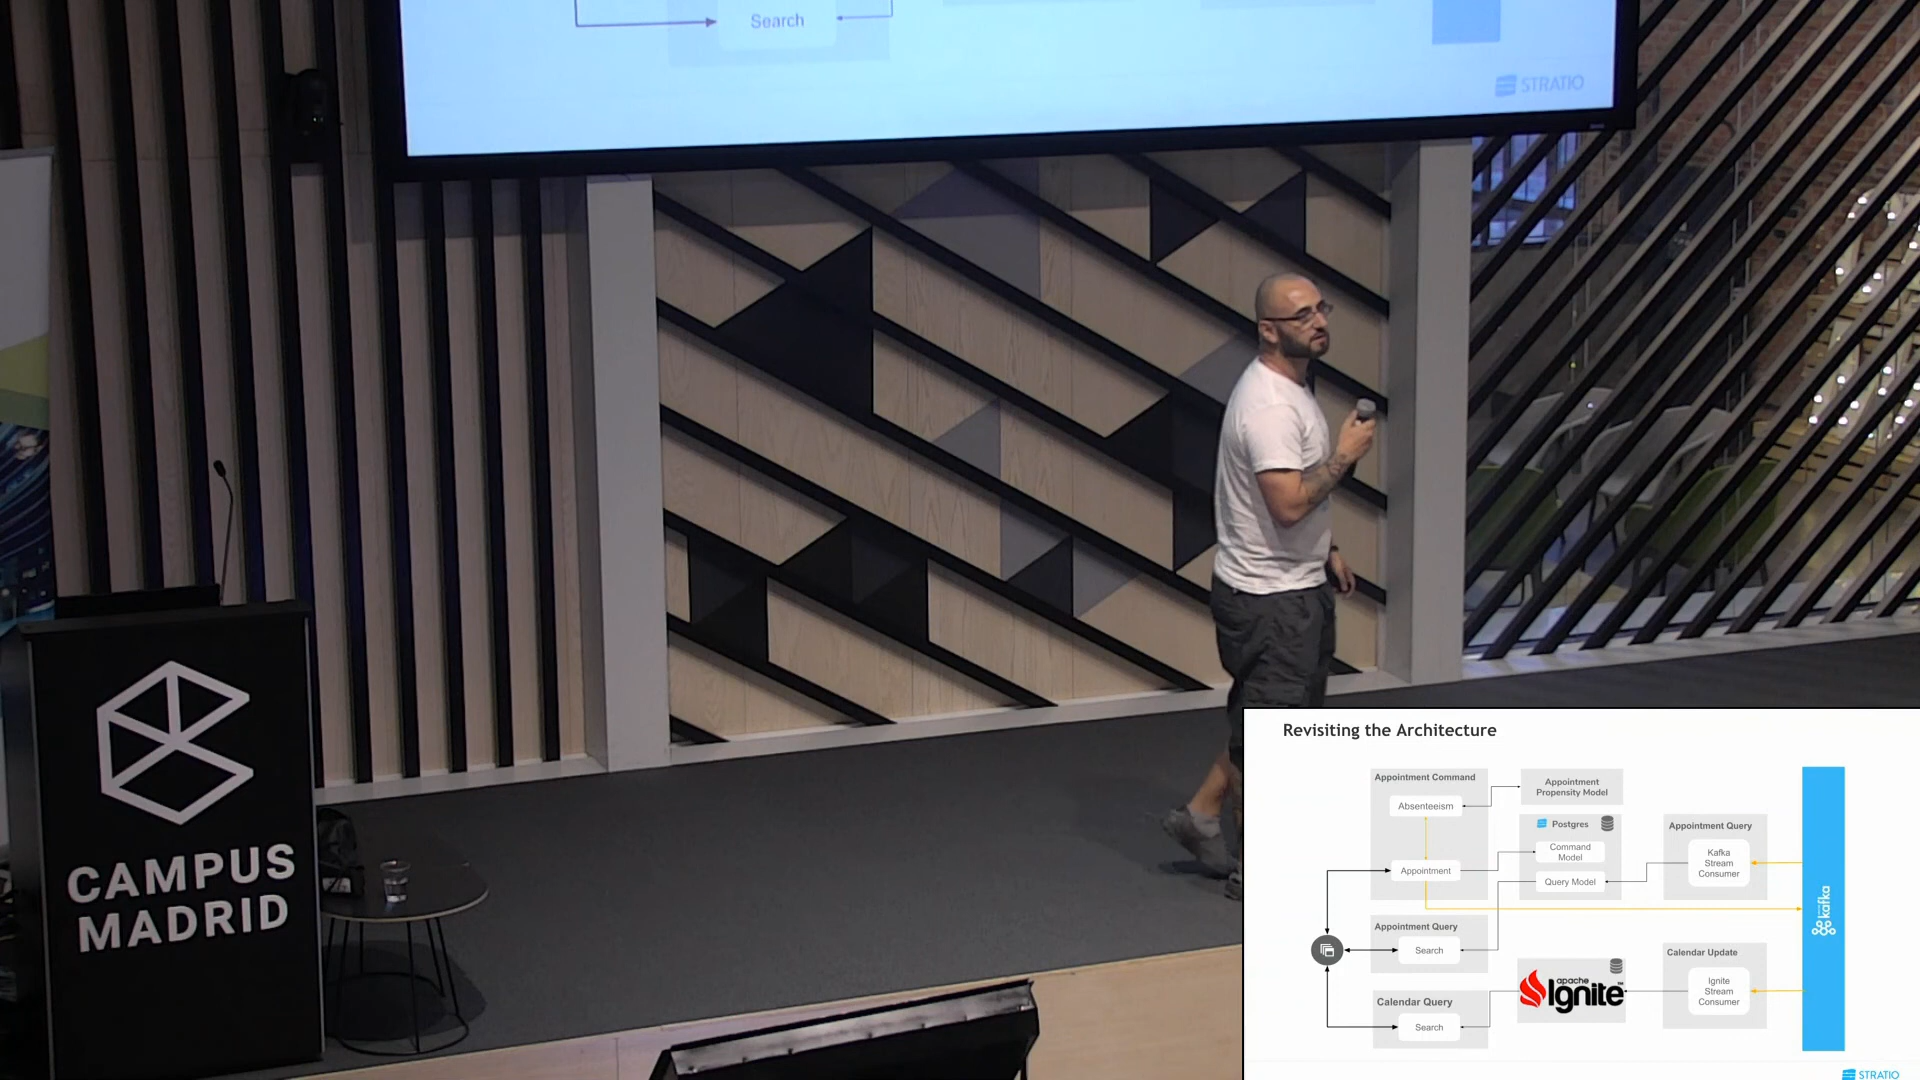 Search
STRATIO
CAMPUS
MADRID
Revisiting the Architecture
Appointment Command
Absenteeism
Appointment
Appointment
Propensity Model
Postgres
Command
Model
Query Model
Appointment Query
Kafka
Stream
Consumer
Appointment Query
Search
Calendar Query
Search
apache
Ignite
Calendar Update
Ignite
Stream
Consumer
kafka
STRATIO